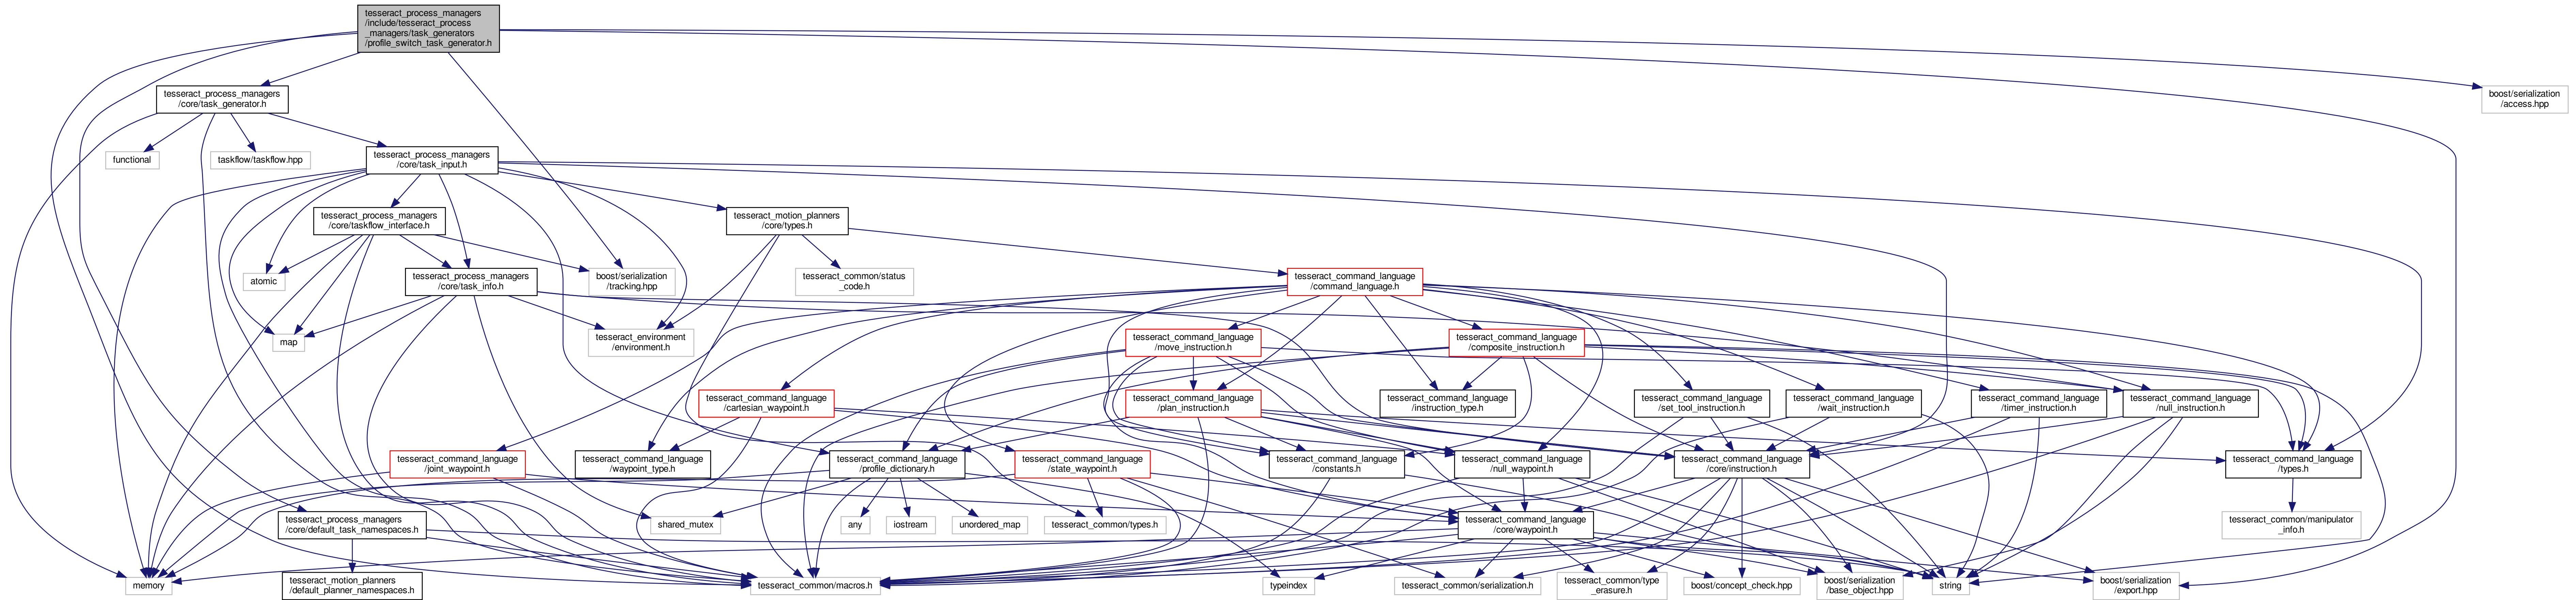 tesseract_process_managers
/include/tesseract_process
_managers/task_generators
/profile_switch_task_generator.h
tesseract_process_managers
/core/task_generator.h
boost/serialization
/access.hpp
functional
taskflow/taskflow.hpp
tesseract_process_managers
/core/task_input.h
tesseract_process_managers
/core/taskflow_interface.h
tesseract_motion_planners
/core/types.h
atomic
tesseract_process_managers
/core/task_info.h
boost/serialization
/tracking.hpp
tesseract_common/status
_code.h
tesseract_command_language
/command_language.h
map
tesseract_environment
/environment.h
tesseract_command_language
/move_instruction.h
tesseract_command_language
/composite_instruction.h
tesseract_command_language
/cartesian_waypoint.h
tesseract_command_language
/plan_instruction.h
tesseract_command_language
/instruction_type.h
tesseract_command_language
/set_tool_instruction.h
tesseract_command_language
/wait_instruction.h
tesseract_command_language
/timer_instruction.h
tesseract_command_language
/null_instruction.h
tesseract_command_language
/joint_waypoint.h
tesseract_command_language
/waypoint_type.h
tesseract_command_language
/profile_dictionary.h
tesseract_command_language
/state_waypoint.h
tesseract_command_language
/constants.h
tesseract_command_language
/null_waypoint.h
tesseract_command_language
/core/instruction.h
tesseract_command_language
/types.h
tesseract_process_managers
/core/default_task_namespaces.h
shared_mutex
any
iostream
unordered_map
tesseract_common/types.h
tesseract_command_language
/core/waypoint.h
tesseract_common/manipulator
_info.h
memory
tesseract_motion_planners
/default_planner_namespaces.h
tesseract_common/macros.h
typeindex
tesseract_common/serialization.h
tesseract_common/type
_erasure.h
boost/concept_check.hpp
boost/serialization
/base_object.hpp
string
boost/serialization
/export.hpp